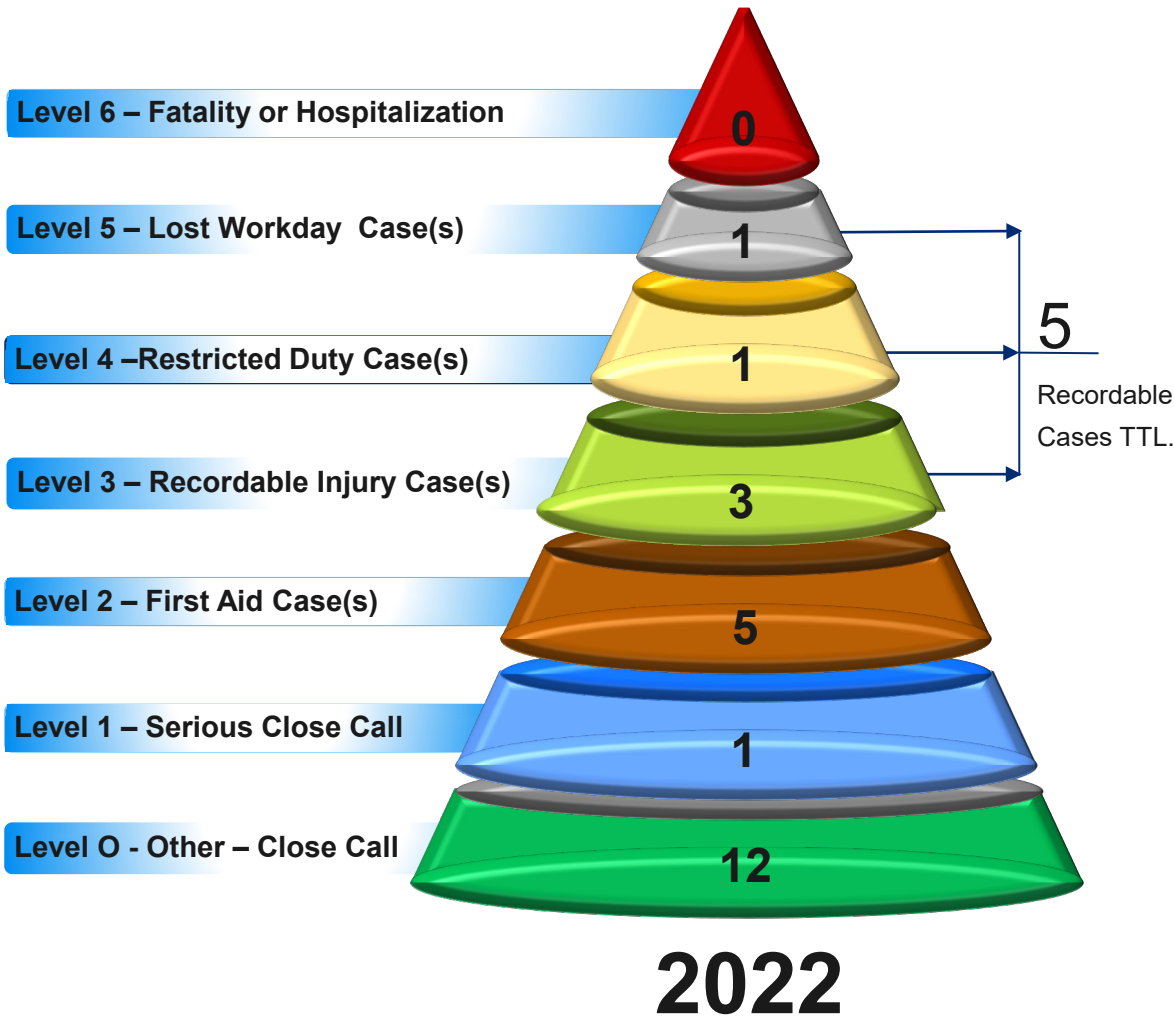 Level 6 – Fatality or Hospitalization
0
Level 5 – Lost Workday Case(s)
1
Level 4 –Restricted Duty Case(s)
1
5
Recordable
Cases TTL.
Level 3 – Recordable Injury Case(s)
3
Level 2 – First Aid Case(s)
5
Level 1 – Serious Close Call
1
Level O - Other – Close Call
12
2022